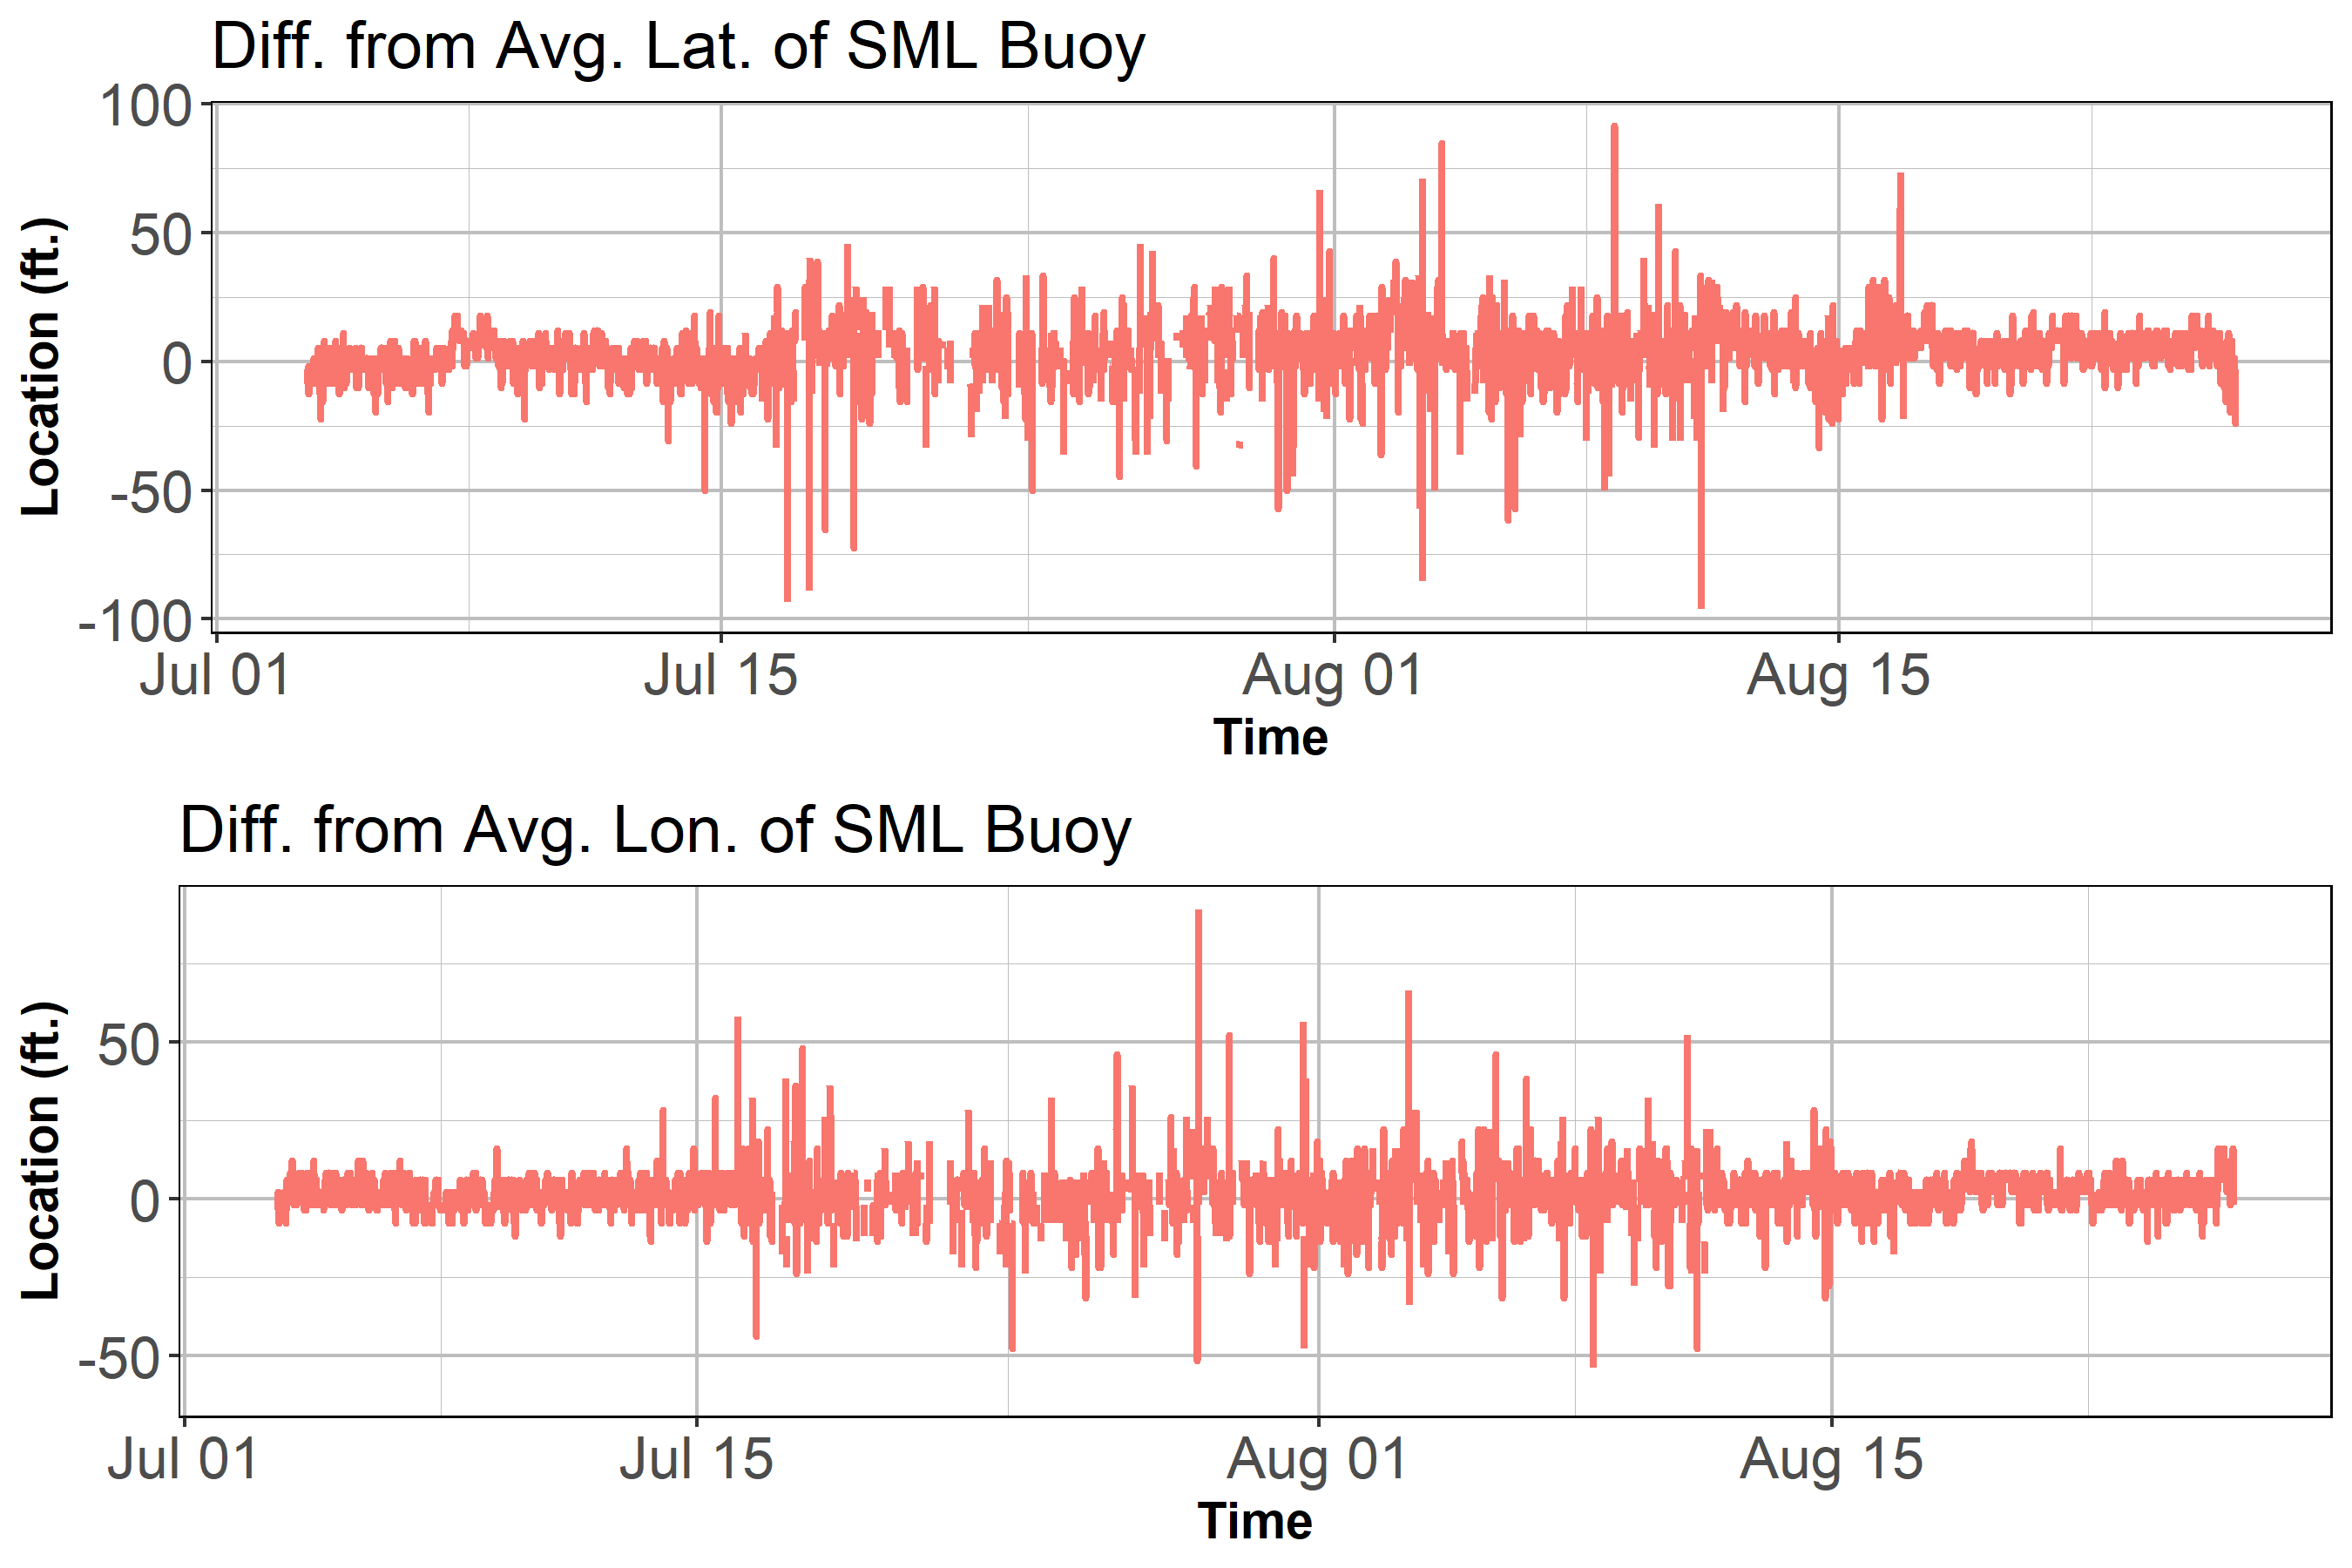 Diff. from Avg. Lat. of SML Buoy
100
50
0
-50
-100
Location (ft.)
Jul 01 Jul 15 Aug 01 Aug 15
Time
Diff. from Avg. Lon. of SML Buoy
50
0
-50
Location (ft.)
Jul 01 Jul 15 Aug 01 Aug 15
Time